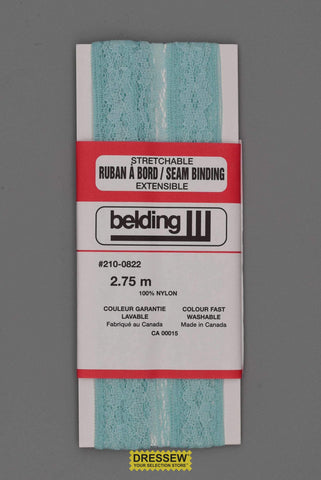 STRETCHABLE
RUBAN À BORD / SEAM BINDING
EXTENSIBLE
belding
#210-0822
2.75 m
100% NYLON
COULEUR GARANTIE
LAVABLE
Fabriqué au Canada
COLOUR FAST
WASHABLE
Made in Canada
CA 00015
DRESSEW
YOUR SELECTION STORE